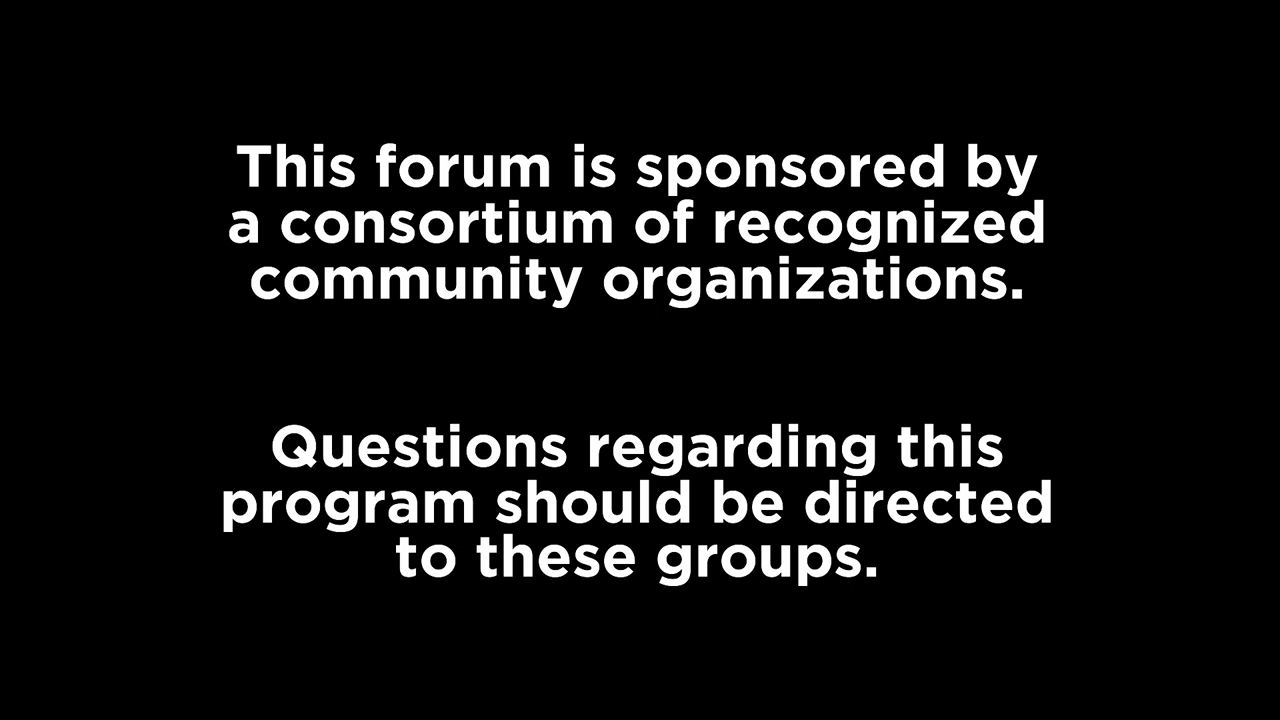 This forum is sponsored by
a consortium of recognized
community organizations.
Questions regarding this
program should be directed
to these groups.